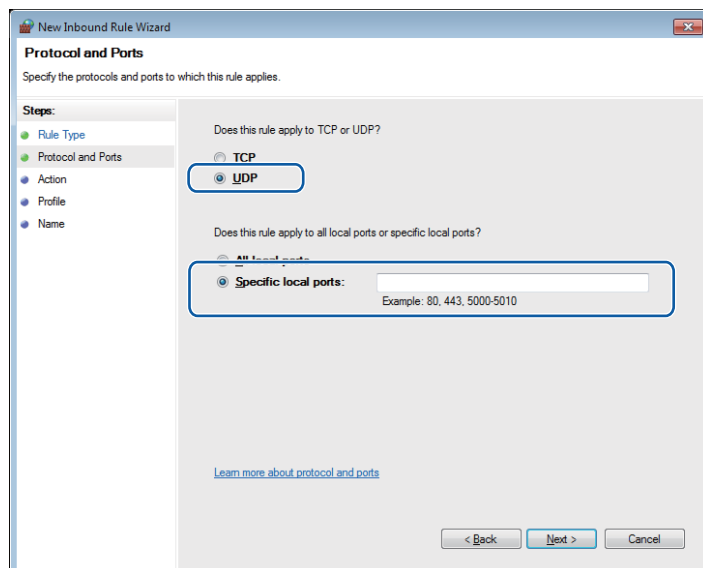 New Inbound Rule Wizard
Protocol and Ports
Specify the protocols and ports to which this rule applies.
Steps:
Rule Type
Protocol and Ports
Action
Profile
Name
Does this rule apply to TCP or UDP?
TCP
UDP
Does this rule apply to all local ports or specific local ports?
All local ports
Specific local ports:
Example: 80, 443, 5000-5010
Learn more about protocol and ports
< Back
Next >
Cancel